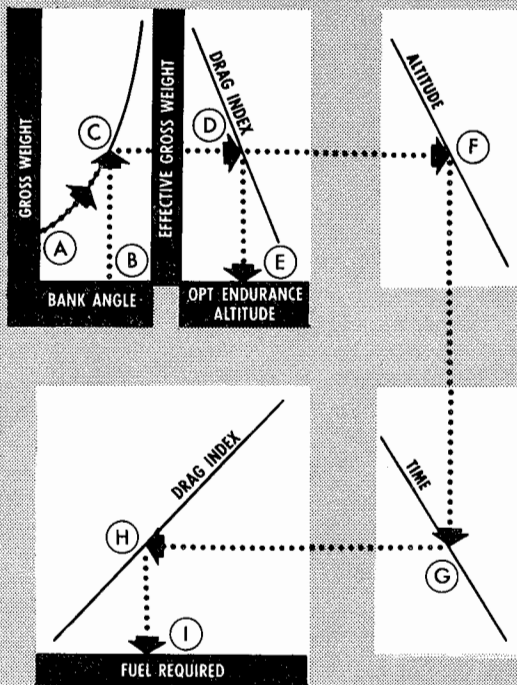 GROSS WEIGHT
A
B
C
BANK ANGLE
EFFECTIVE GROSS WEIGHT
DRAG INDEX
D
E
OPT ENDURANCE
ALTITUDE
ALTITUDE
F
TIME
G
DRAG INDEX
H
I
FUEL REQUIRED